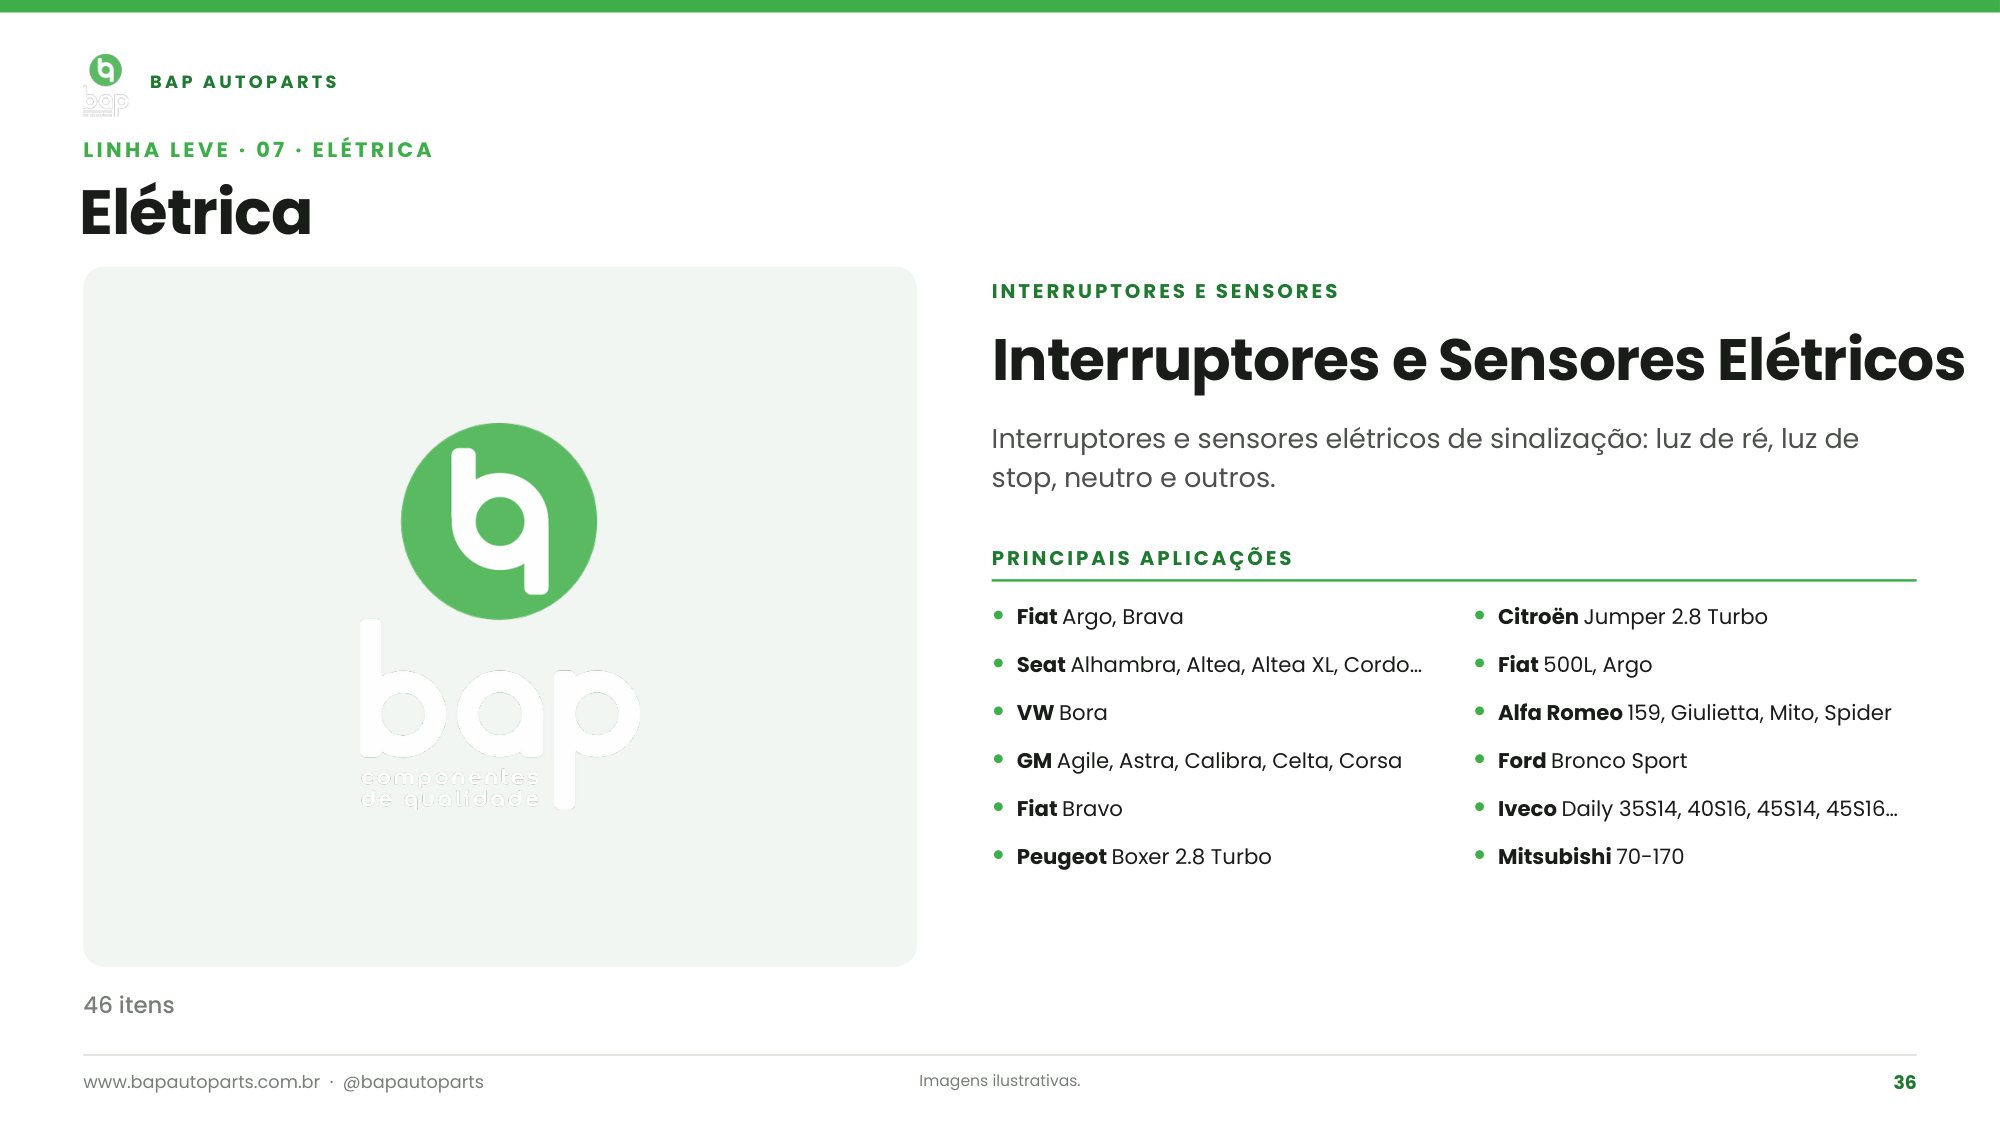 bap
BAP AUTOPARTS
LINHA LEVE · 07 · ELÉTRICA
Elétrica
bap
componentes
de qualidade
46 itens
INTERRUPTORES E SENSORES
Interruptores e Sensores Elétricos
Interruptores e sensores elétricos de sinalização: luz de ré, luz de
stop, neutro e outros.
PRINCIPAIS APLICAÇÕES
• Fiat Argo, Brava
• Seat Alhambra, Altea, Altea XL, Cordo...
• VW Bora
• GM Agile, Astra, Calibra, Celta, Corsa
• Fiat Bravo
• Peugeot Boxer 2.8 Turbo
• Citroën Jumper 2.8 Turbo
• Fiat 500L, Argo
• Alfa Romeo 159, Giulietta, Mito, Spider
• Ford Bronco Sport
• Iveco Daily 35S14, 40S16, 45S14, 45S16...
• Mitsubishi 70-170
www.bapautoparts.com.br · @bapautoparts
Imagens ilustrativas.
36